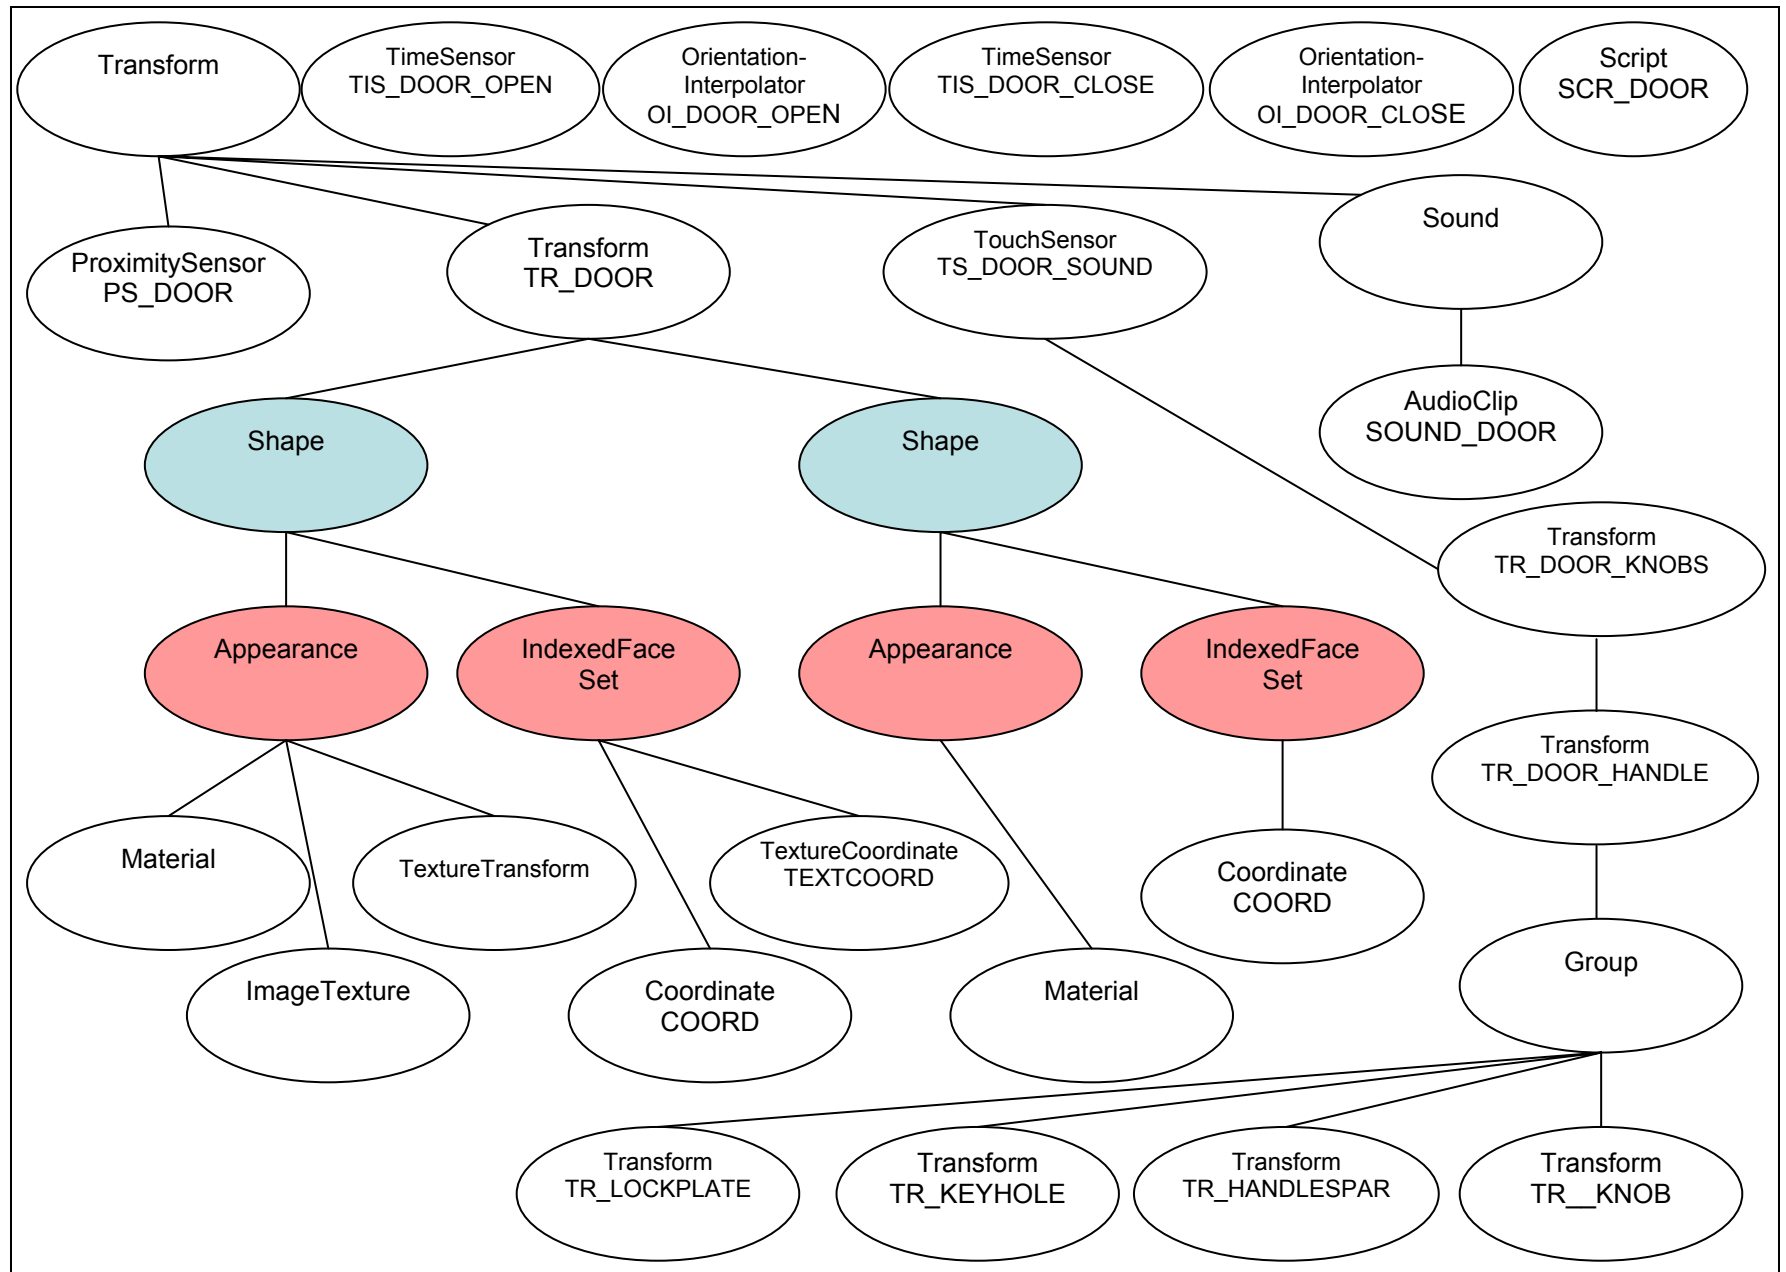 Transform
TimeSensor
TIS_DOOR_OPEN
Orientation-
Interpolator
OI_DOOR_OPEN
TimeSensor
TIS_DOOR_CLOSE
Orientation-
Interpolator
OI_DOOR_CLOSE
Script
SCR_DOOR
ProximitySensor
PS_DOOR
Transform
TR_DOOR
TouchSensor
TS_DOOR_SOUND
Sound
AudioClip
SOUND_DOOR
Shape
Shape
Transform
TR_DOOR_KNOBS
Appearance
IndexedFace
Set
Appearance
IndexedFace
Set
Transform
TR_DOOR_HANDLE
Material
TextureTransform
TextureCoordinate
TEXTCOORD
Coordinate
COORD
ImageTexture
Coordinate
COORD
Material
Group
Transform
TR_LOCKPLATE
Transform
TR_KEYHOLE
Transform
TR_HANDLESPAR
Transform
TR__KNOB